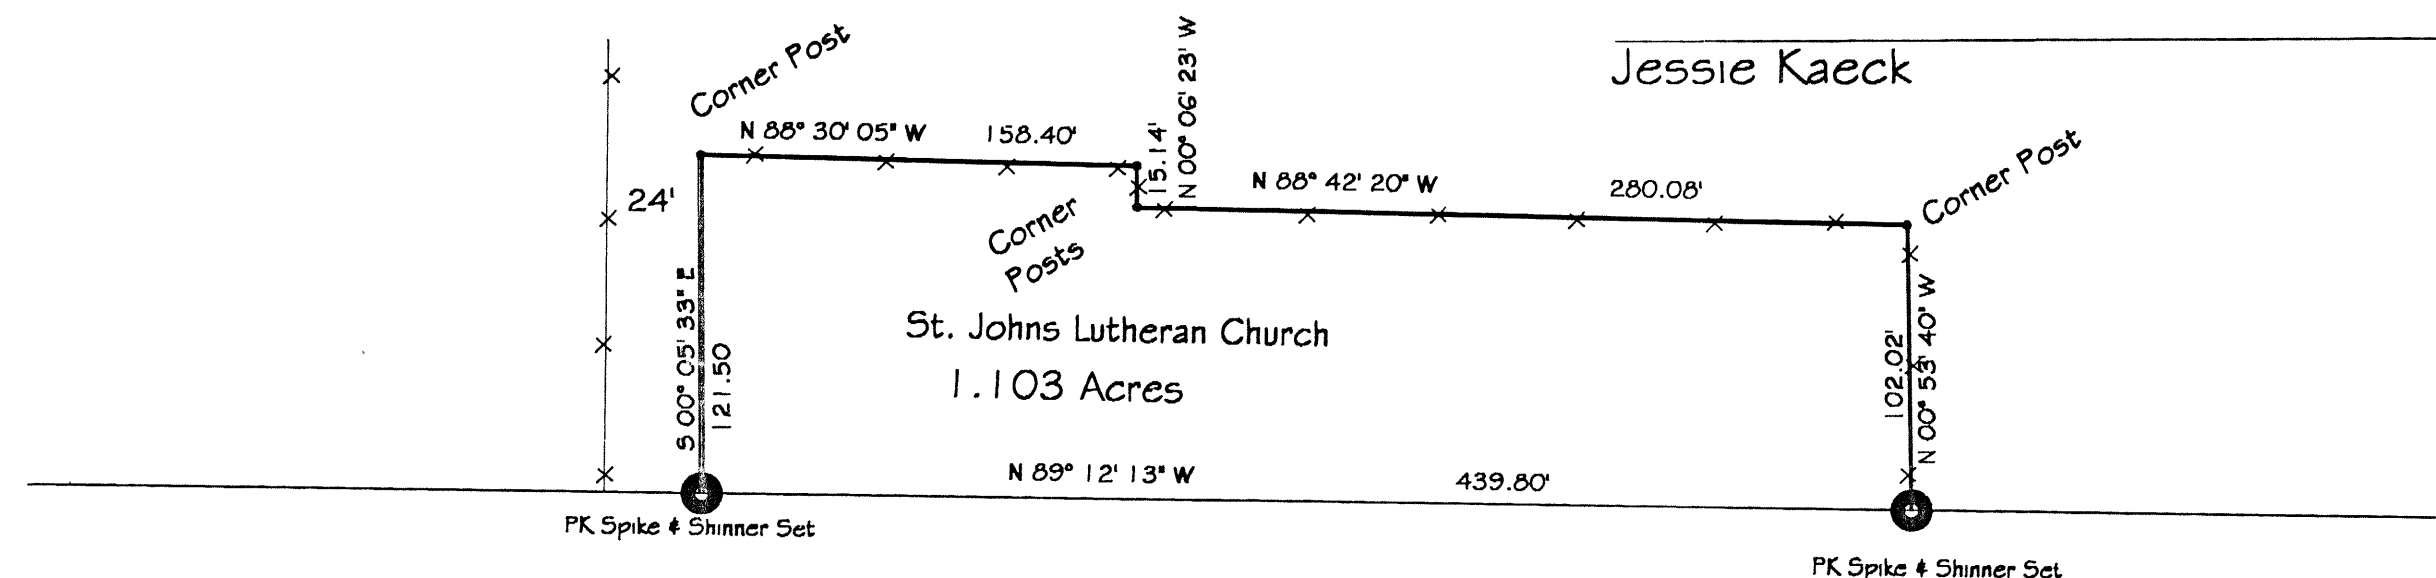 Corner Post
Jessie Kaeck
N 88° 30' 05" W
158.40'
15.14'
N 00° 06' 23' W
Corner Post
24'
N 88° 42' 20" W
280.08'
Corner
Posts
S 00° 05' 33" E
121.50
St. Johns Lutheran Church
1.103 Acres
102.02'
N 00° 53' 40" W
N 89° 12' 13" W
439.80'
PK Spike & Shinner Set
PK Spike & Shinner Set